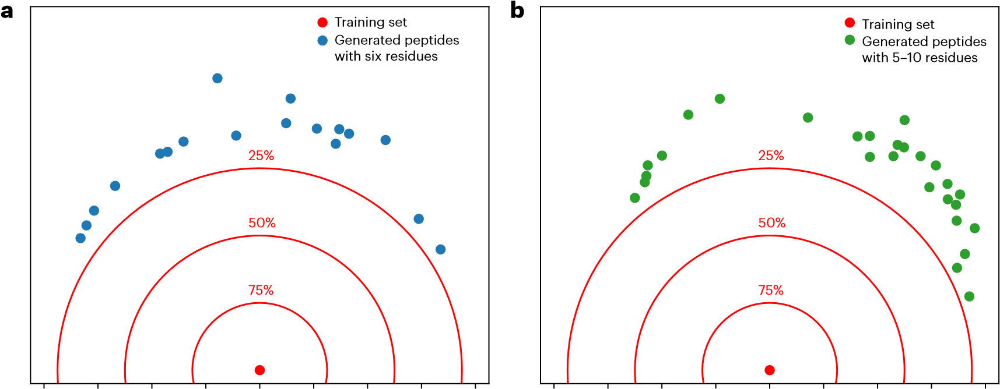 a
Training set
Generated peptides
with six residues
25%
50%
75%
b
Training set
Generated peptides
with 5–10 residues
25%
50%
75%